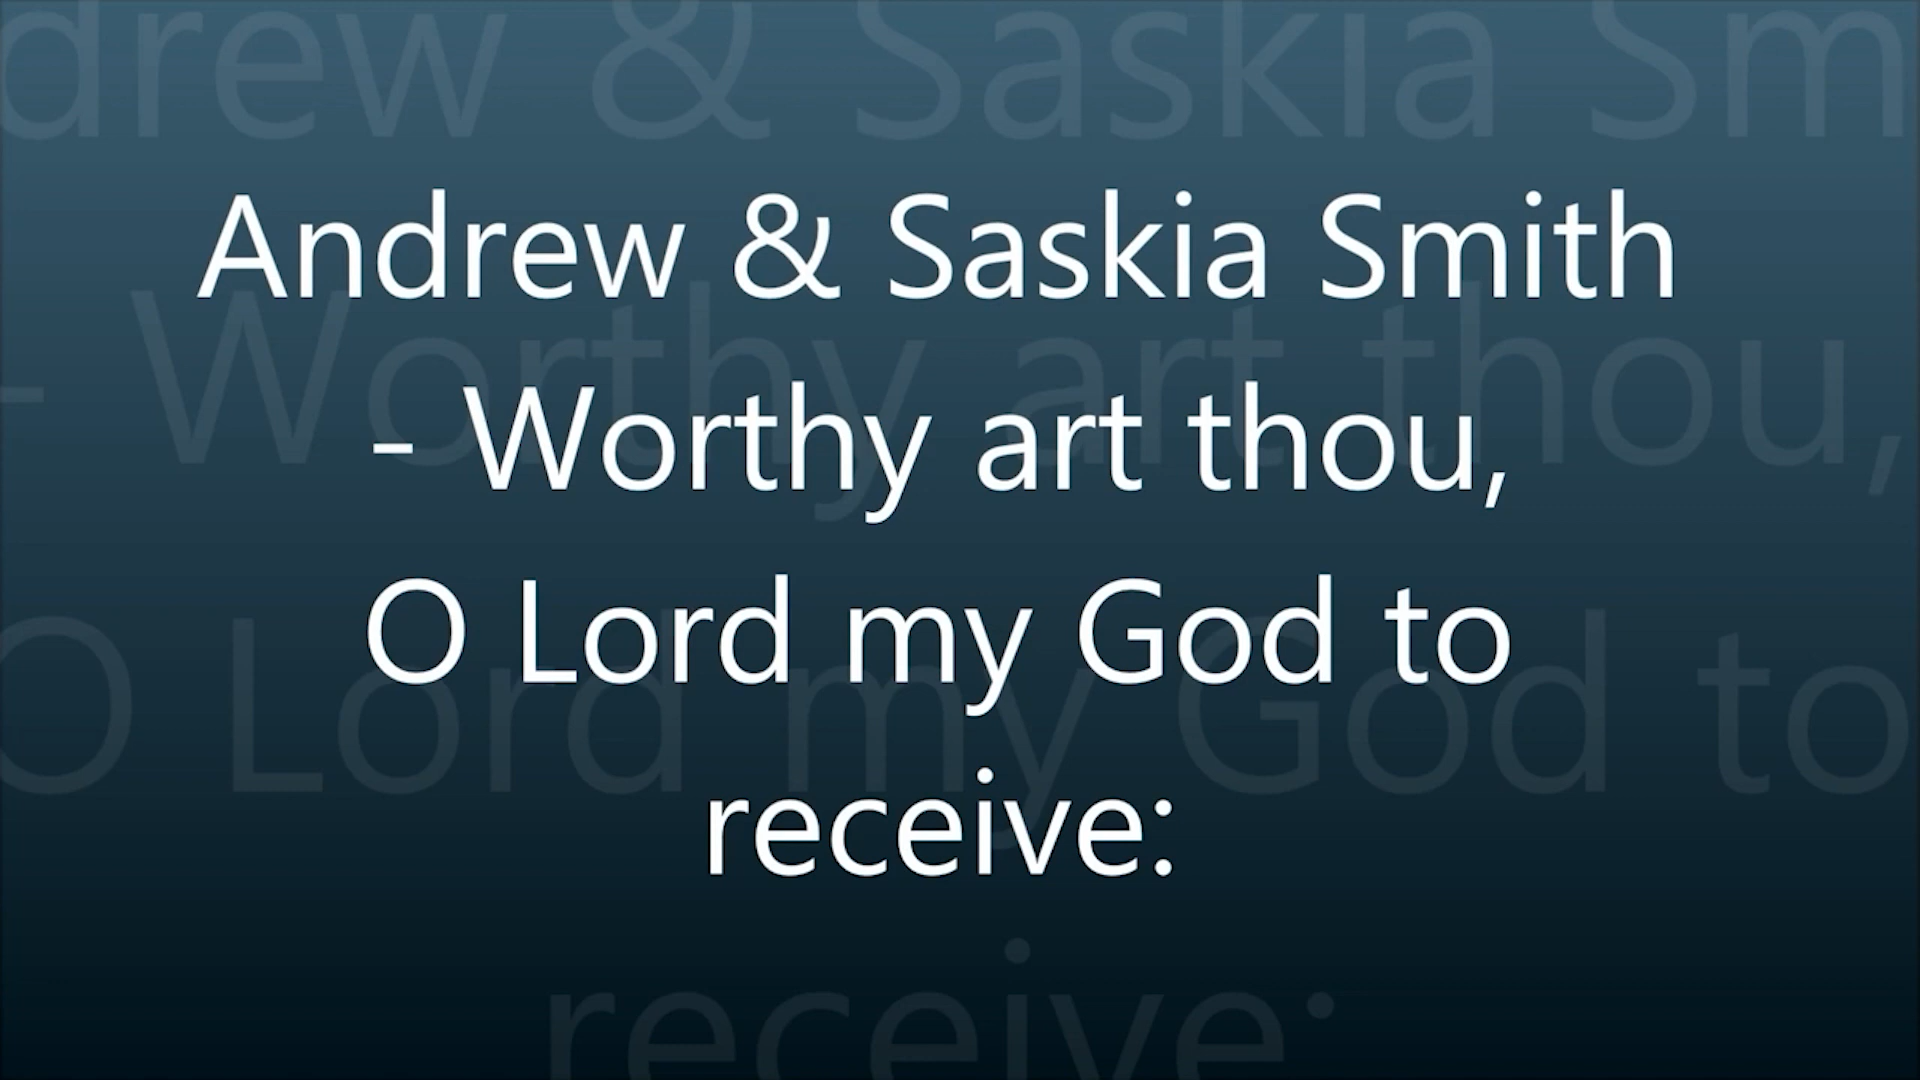 Andrew & Saskia Smith
- Worthy art thou,
O Lord my God to
receive: